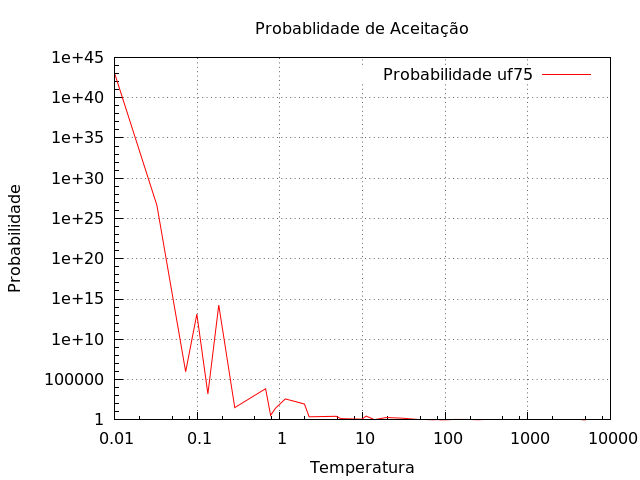 Probablidade de Aceitação
Probabilidade uf75
1e+45
1e+40
1e+35
1e+30
1e+25
1e+20
1e+15
1e+10
100000
1
Probabilidade
0.01 0.1 1 10 100 1000 10000
Temperatura